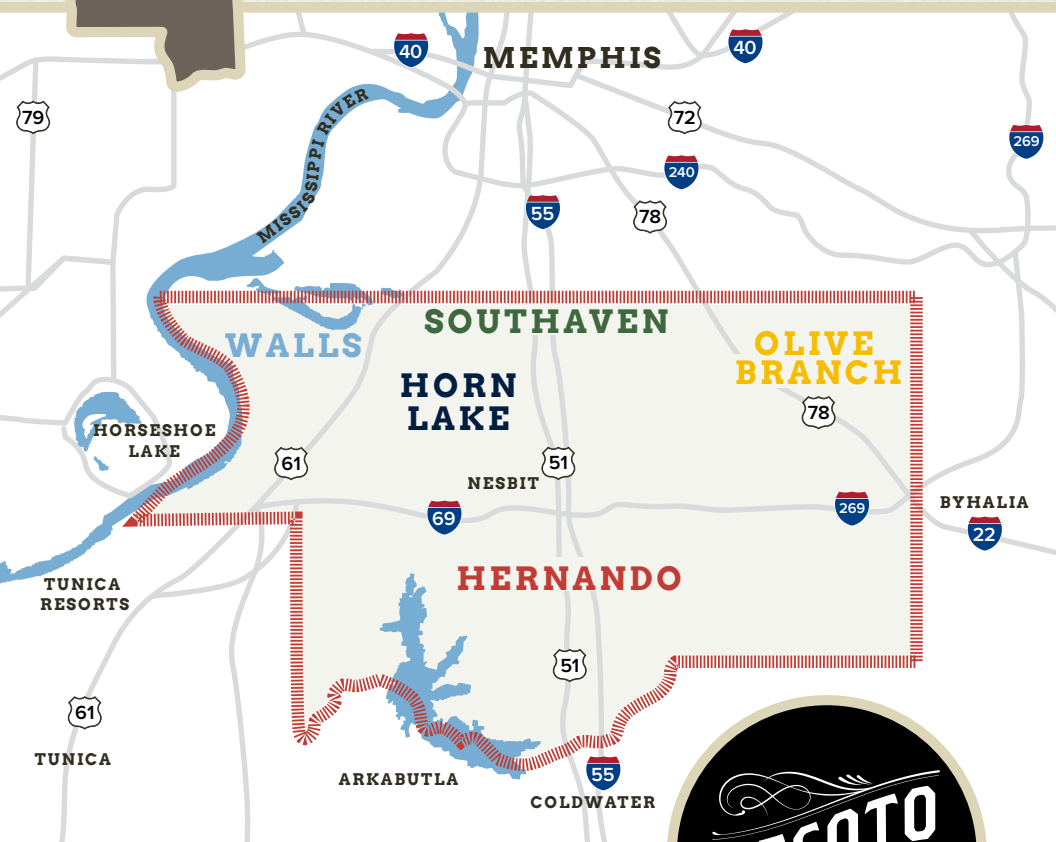 40
MEMPHIS
40
79
72
269
MISSISSIPPI RIVER
240
55
78
SOUTHAVEN
WALLS
OLIVE
BRANCH
HORN
LAKE
78
HORSESHOE
LAKE
61
51
NESBIT
69
269
BYHALIA
22
TUNICA
RESORTS
HERNANDO
51
61
TUNICA
ARKABUTLA
55
COLDWATER